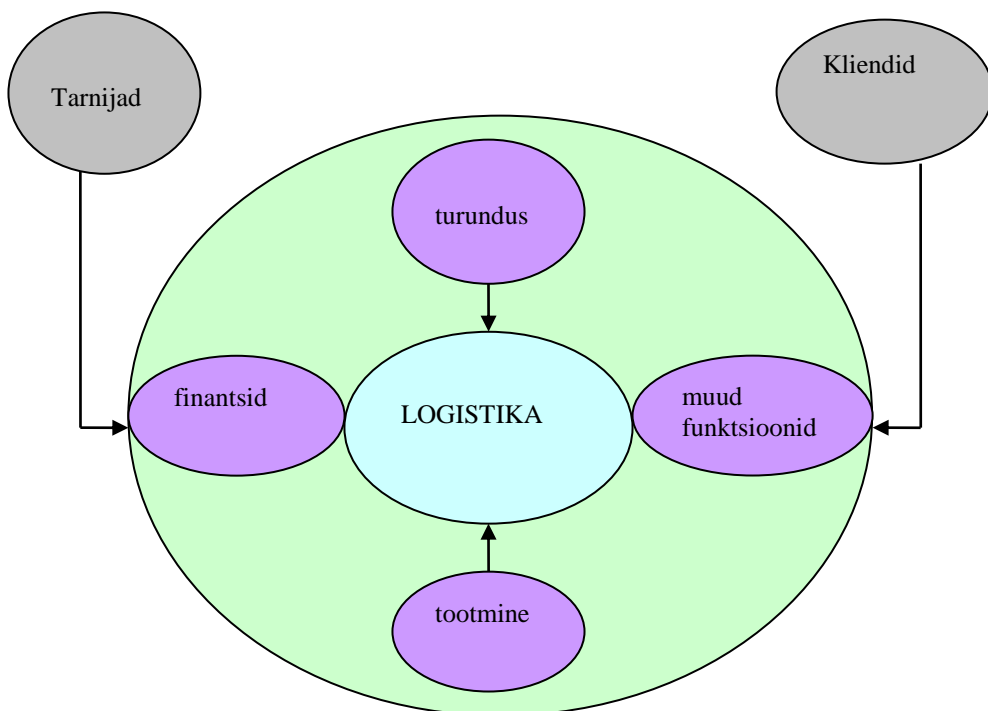 Kliendid
Tarnijad
turundus
finantsid
LOGISTIKA
muud
funktsioonid
tootmine